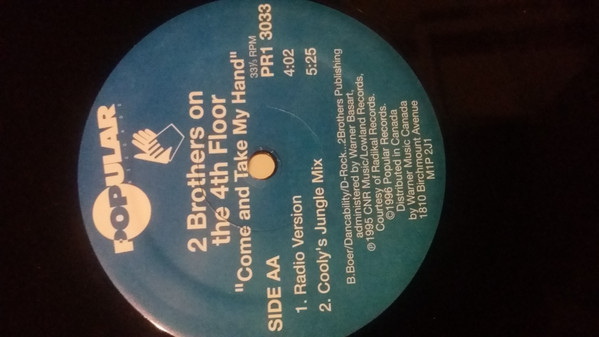 POPULAR
2 Brothers on
the 4th Floor
"Come and Take My Hand"
SIDE AA
33⅓ RPM
PR1 3033
1. Radio Version 4:02
2. Cooly's Jungle Mix 5:25
B.Boer/Dancability/D-Rock...2Brothers Publishing
administered by Warner Basart,
℗1995 CNR Music/Lowland Records,
Courtesy of Radikal Records.
©1996 Popular Records.
Distributed in Canada
by Warner Music Canada
1810 Birchmount Avenue
M1P 2J1